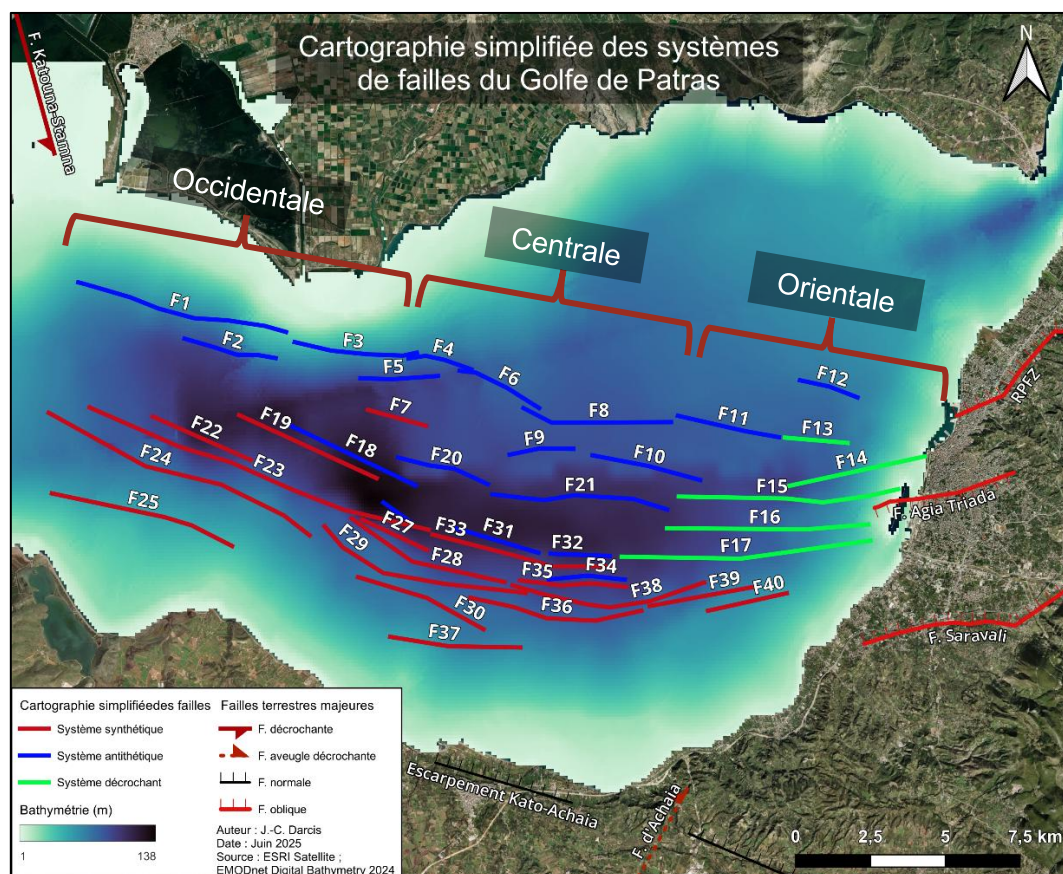 Cartographie simplifiée des systèmes
de failles du Golfe de Patras
N
F. Katouna-Stamna
Occidentale
Centrale
Orientale
F1
F2
F3
F4
F5
F6
F7
F8
F9
F10
F11
F12
F13
F14
F15
F16
F17
F18
F19
F20
F21
F22
F23
F24
F25
F27
F28
F29
F30
F31
F32
F33
F34
F35
F36
F37
F38
F39
F40
RPFZ
F. Agia Triada
F. Saravali
Escarpement Kato-Achaia
F. d'Achaia
Cartographie simplifiéedes failles
Système synthétique
Système antithétique
Système décrochant
Bathymétrie (m)
1
138
Failles terrestres majeures
F. décrochante
F. aveugle décrochante
F. normale
F. oblique
Auteur : J.-C. Darcis
Date : Juin 2025
Source : ESRI Satellite ;
EMODnet Digital Bathymetry 2024
0
2,5
5
7,5 km